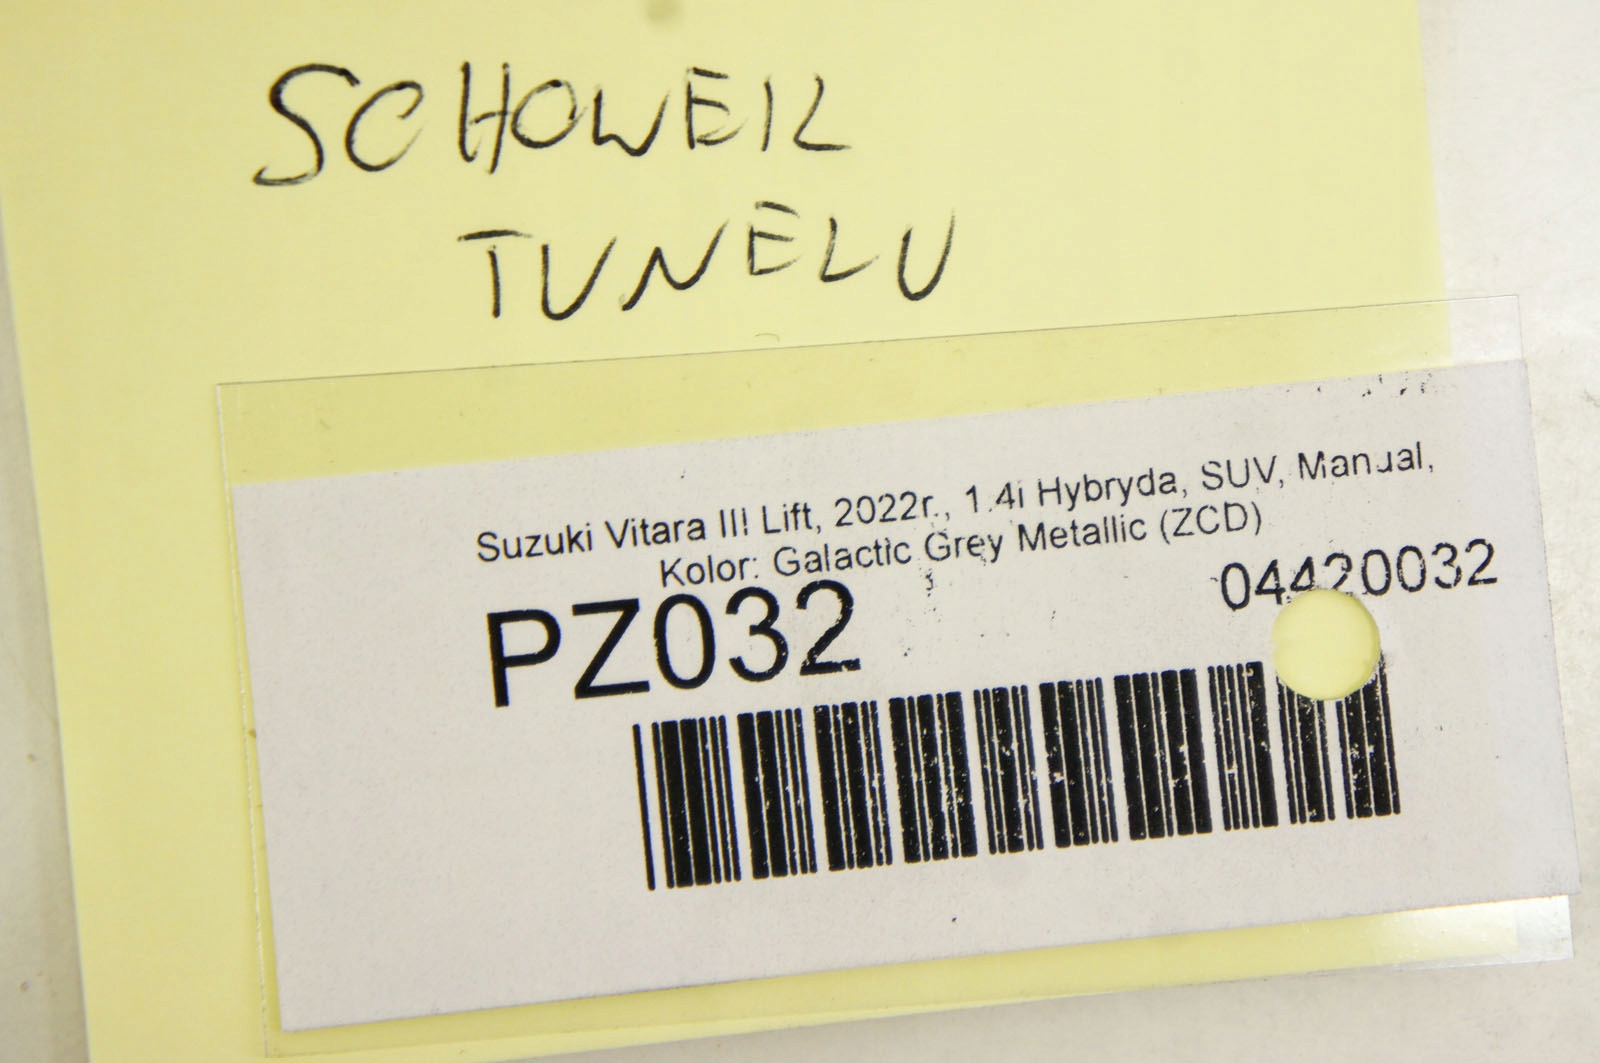 SCHOWEK
TUNELU
Suzuki Vitara III Lift, 2022r., 1.4i Hybryda, SUV, Manual,
Kolor: Galactic Grey Metallic (ZCD)
PZ032
04420032